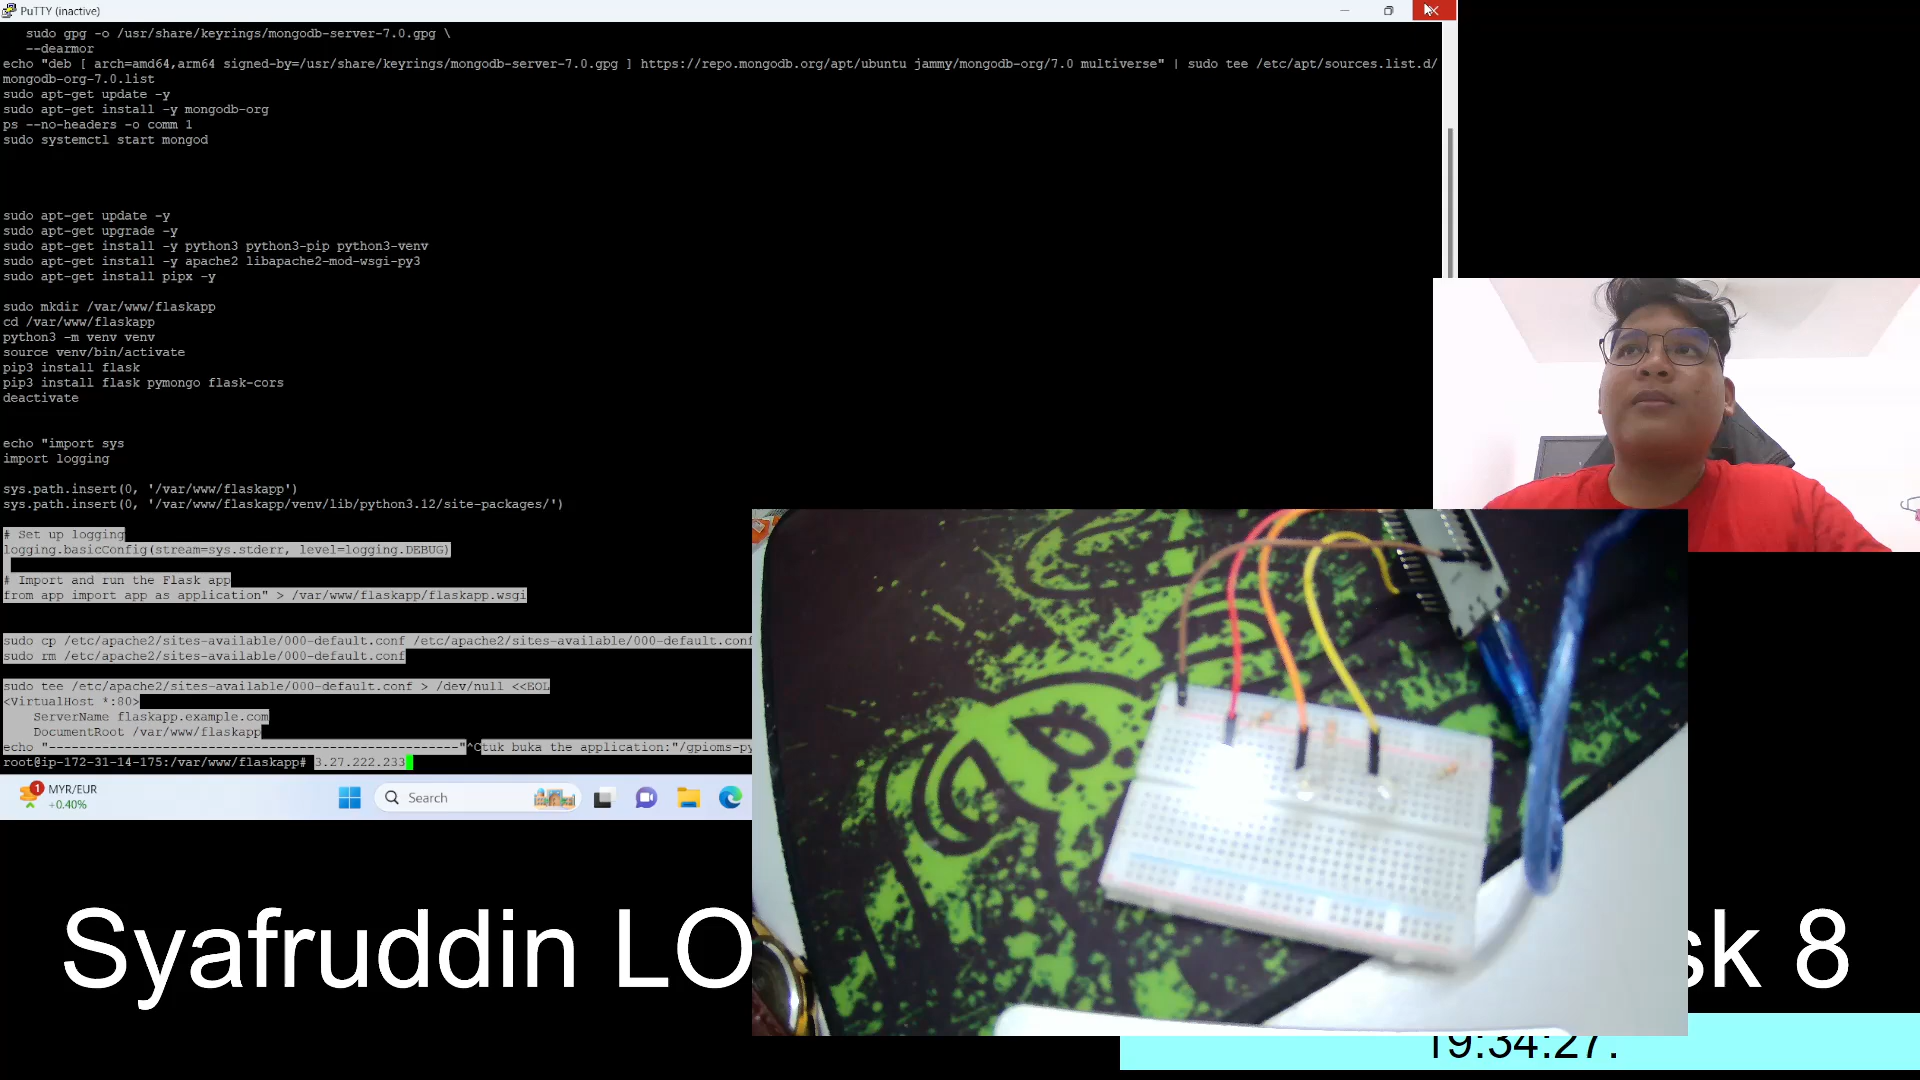 PuTTY (inactive)
sudo gpg -o /usr/share/keyrings/mongodb-server-7.0.gpg \
--dearmor
echo "deb [ arch=amd64,arm64 signed-by=/usr/share/keyrings/mongodb-server-7.0.gpg ] https://repo.mongodb.org/apt/ubuntu jammy/mongodb-org/7.0 multiverse" | sudo tee /etc/apt/sources.list.d/
mongodb-org-7.0.list
sudo apt-get update -y
sudo apt-get install -y mongodb-org
ps --no-headers -o comm 1
sudo systemctl start mongod
sudo apt-get update -y
sudo apt-get upgrade -y
sudo apt-get install -y python3 python3-pip python3-venv
sudo apt-get install -y apache2 libapache2-mod-wsgi-py3
sudo apt-get install pipx -y
sudo mkdir /var/www/flaskapp
cd /var/www/flaskapp
python3 -m venv venv
source venv/bin/activate
pip3 install flask
pip3 install flask pymongo flask-cors
deactivate
echo "import sys
import logging
sys.path.insert(0, '/var/www/flaskapp')
sys.path.insert(0, '/var/www/flaskapp/venv/lib/python3.12/site-packages/')
# Set up logging
logging.basicConfig(stream=sys.stderr, level=logging.DEBUG)
# Import and run the Flask app
from app import app as application" > /var/www/flaskapp/flaskapp.wsgi
sudo cp /etc/apache2/sites-available/000-default.conf /etc/apache2/sites-available/000-default.conf
sudo rm /etc/apache2/sites-available/000-default.conf
sudo tee /etc/apache2/sites-available/000-default.conf > /dev/null <<EOL
<VirtualHost *:80>
ServerName flaskapp.example.com
DocumentRoot /var/www/flaskapp
echo "------------------------------------------------------"^Ctuk buka the application:"/gpioms-py
root@ip-172-31-14-175:/var/www/flaskapp# 3.27.222.233
1
MYR/EUR
+0.40%
Search
Syafruddin LO
sk 8
19:34:27.